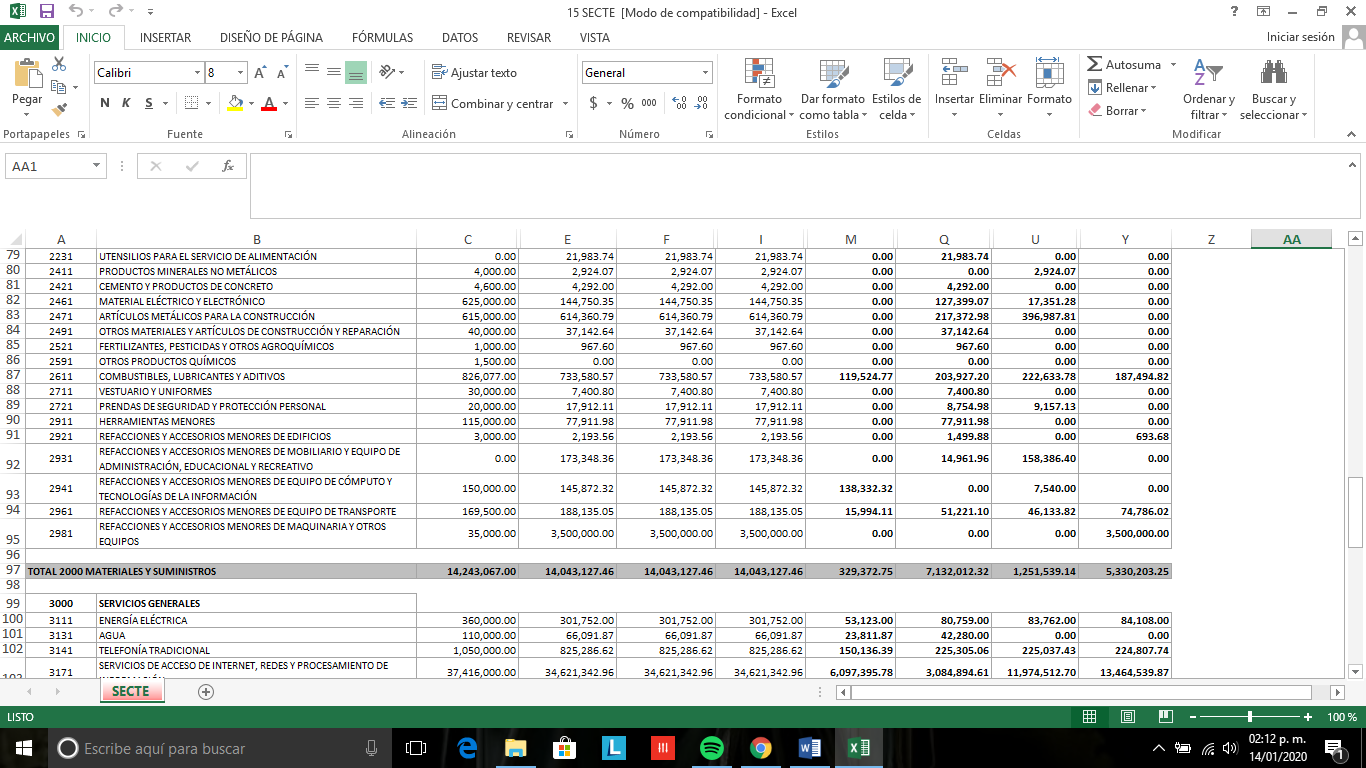 15 SECTE [Modo de compatibilidad] - Excel
ARCHIVO INICIO INSERTAR DISEÑO DE PÁGINA FÓRMULAS DATOS REVISAR VISTA Iniciar sesión
Calibri 8 Ajustar texto General Autosuma
Pegar N K S Combinar y centrar $ % 000 Formato condicional Dar formato como tabla Estilos de celda Insertar Eliminar Formato Rellenar Borrar Ordenar y filtrar Buscar y seleccionar
Portapapeles Fuente Alineación Número Estilos Celdas Modificar
AA1 fx
A B C E F I M Q U Y Z AA
79 2231 UTENSILIOS PARA EL SERVICIO DE ALIMENTACIÓN 0.00 21,983.74 21,983.74 21,983.74 0.00 21,983.74 0.00 0.00
80 2411 PRODUCTOS MINERALES NO METÁLICOS 4,000.00 2,924.07 2,924.07 2,924.07 0.00 0.00 2,924.07 0.00
81 2421 CEMENTO Y PRODUCTOS DE CONCRETO 4,600.00 4,292.00 4,292.00 4,292.00 0.00 4,292.00 0.00 0.00
82 2461 MATERIAL ELÉCTRICO Y ELECTRÓNICO 625,000.00 144,750.35 144,750.35 144,750.35 0.00 127,399.07 17,351.28 0.00
83 2471 ARTÍCULOS METÁLICOS PARA LA CONSTRUCCIÓN 615,000.00 614,360.79 614,360.79 614,360.79 0.00 217,372.98 396,987.81 0.00
84 2491 OTROS MATERIALES Y ARTÍCULOS DE CONSTRUCCIÓN Y REPARACIÓN 40,000.00 37,142.64 37,142.64 37,142.64 0.00 37,142.64 0.00 0.00
85 2521 FERTILIZANTES, PESTICIDAS Y OTROS AGROQUÍMICOS 1,000.00 967.60 967.60 967.60 0.00 967.60 0.00 0.00
86 2591 OTROS PRODUCTOS QUÍMICOS 1,500.00 0.00 0.00 0.00 0.00 0.00 0.00 0.00
87 2611 COMBUSTIBLES, LUBRICANTES Y ADITIVOS 826,077.00 733,580.57 733,580.57 733,580.57 119,524.77 203,927.20 222,633.78 187,494.82
88 2711 VESTUARIO Y UNIFORMES 30,000.00 7,400.80 7,400.80 7,400.80 0.00 7,400.80 0.00 0.00
89 2721 PRENDAS DE SEGURIDAD Y PROTECCIÓN PERSONAL 20,000.00 17,912.11 17,912.11 17,912.11 0.00 8,754.98 9,157.13 0.00
90 2911 HERRAMIENTAS MENORES 115,000.00 77,911.98 77,911.98 77,911.98 0.00 77,911.98 0.00 0.00
91 2921 REFACCIONES Y ACCESORIOS MENORES DE EDIFICIOS 3,000.00 2,193.56 2,193.56 2,193.56 0.00 1,499.88 0.00 693.68
REFACCIONES Y ACCESORIOS MENORES DE MOBILIARIO Y EQUIPO DE
92 2931 ADMINISTRACIÓN, EDUCACIONAL Y RECREATIVO 0.00 173,348.36 173,348.36 173,348.36 0.00 14,961.96 158,386.40 0.00
REFACCIONES Y ACCESORIOS MENORES DE EQUIPO DE CÓMPUTO Y
93 2941 TECNOLOGÍAS DE LA INFORMACIÓN 150,000.00 145,872.32 145,872.32 145,872.32 138,332.32 0.00 7,540.00 0.00
94 2961 REFACCIONES Y ACCESORIOS MENORES DE EQUIPO DE TRANSPORTE 169,500.00 188,135.05 188,135.05 188,135.05 15,994.11 51,221.10 46,133.82 74,786.02
REFACCIONES Y ACCESORIOS MENORES DE MAQUINARIA Y OTROS
95 2981 EQUIPOS 35,000.00 3,500,000.00 3,500,000.00 3,500,000.00 0.00 0.00 0.00 3,500,000.00
96
97 TOTAL 2000 MATERIALES Y SUMINISTROS 14,243,067.00 14,043,127.46 14,043,127.46 14,043,127.46 329,372.75 7,132,012.32 1,251,539.14 5,330,203.25
98
99 3000 SERVICIOS GENERALES
100 3111 ENERGÍA ELÉCTRICA 360,000.00 301,752.00 301,752.00 301,752.00 53,123.00 80,759.00 83,762.00 84,108.00
101 3131 AGUA 110,000.00 66,091.87 66,091.87 66,091.87 23,811.87 42,280.00 0.00 0.00
102 3141 TELEFONÍA TRADICIONAL 1,050,000.00 825,286.62 825,286.62 825,286.62 150,136.39 225,305.06 225,037.43 224,807.74
3171 SERVICIOS DE ACCESO DE INTERNET, REDES Y PROCESAMIENTO DE 37,416,000.00 34,621,342.96 34,621,342.96 34,621,342.96 6,097,395.78 3,084,894.61 11,974,512.70 13,464,539.87
SECTE
LISTO 100 %
Escribe aquí para buscar 02:12 p. m.
14/01/2020 1